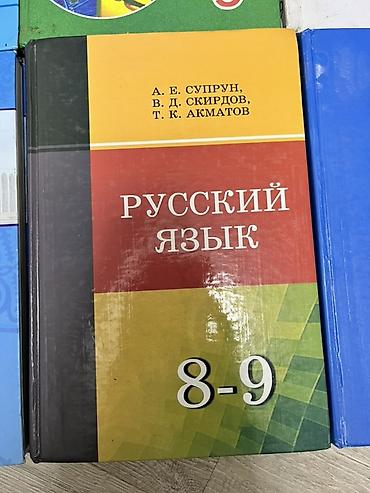 А. Е. СУПРУН,
В. Д. СКИРДОВ,
Т. К. АКМАТОВ
РУССКИЙ
ЯЗЫК
8-9